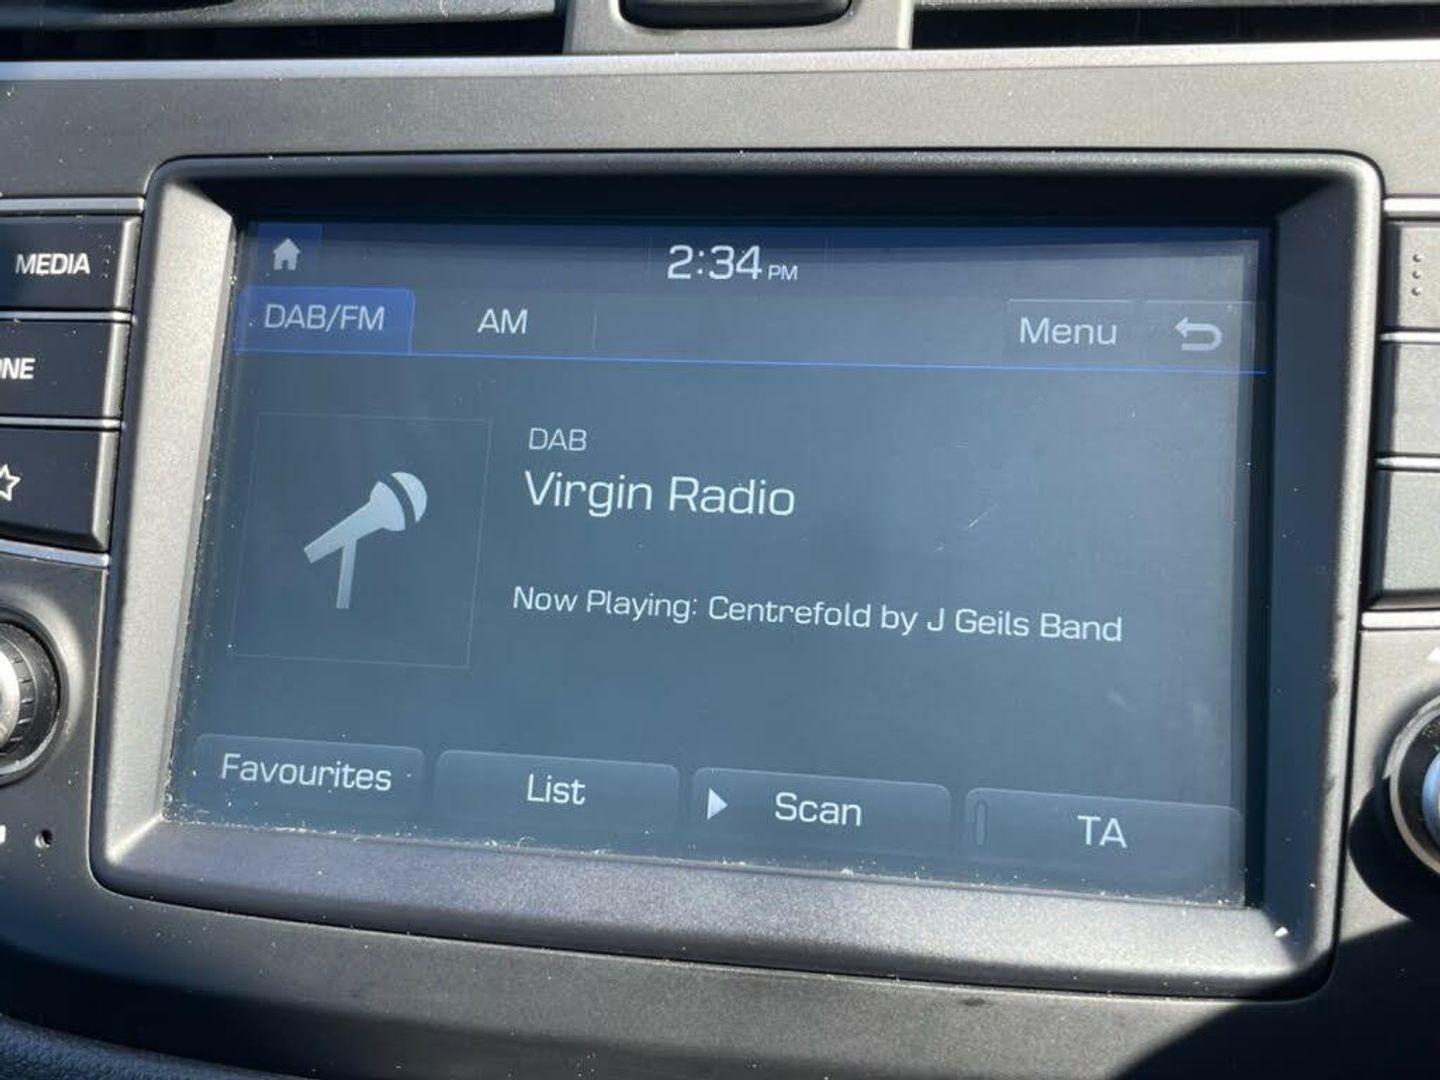 2:34 PM
MEDIA
DAB/FM AM Menu
DAB
Virgin Radio
Now Playing: Centrefold by J Geils Band
Favourites List Scan TA